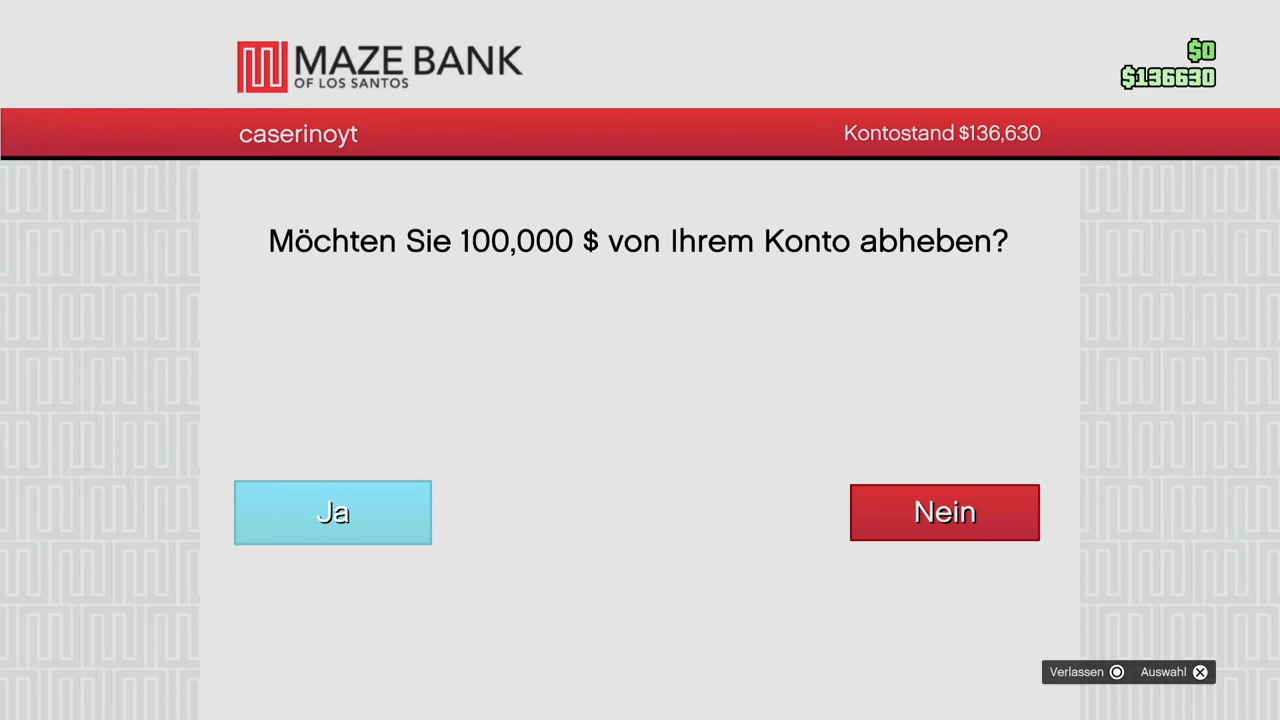 MAZE BANK
OF LOS SANTOS
$0
$136630
caserinoyt
Kontostand $136,630
Möchten Sie 100,000 $ von Ihrem Konto abheben?
Ja
Nein
Verlassen
Auswahl